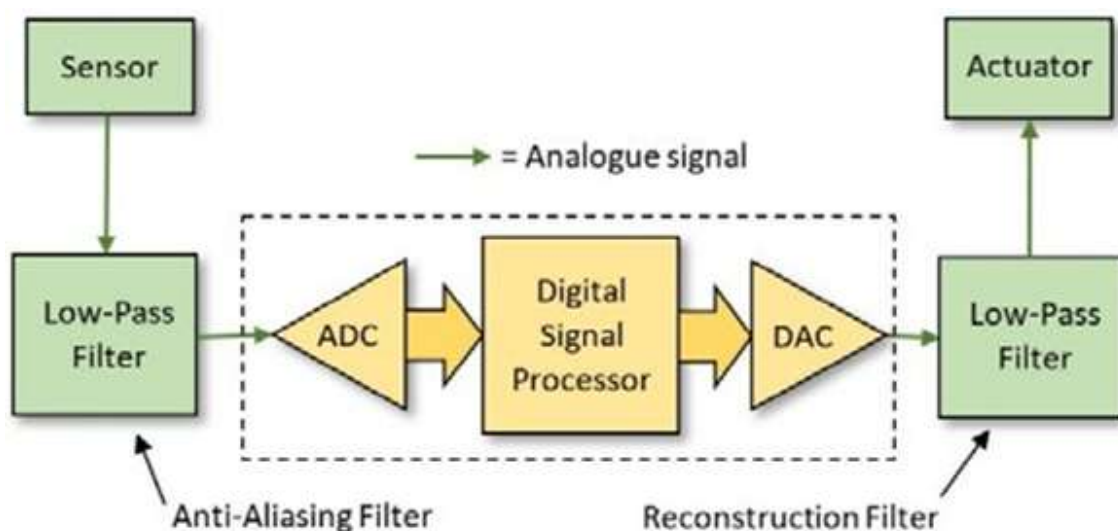 Sensor
Actuator
= Analogue signal
Low-Pass
Filter
ADC
Digital
Signal
Processor
DAC
Low-Pass
Filter
Anti-Aliasing Filter
Reconstruction Filter